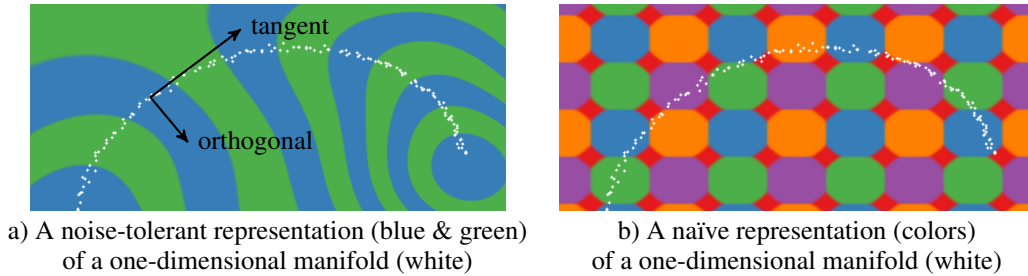 tangent
orthogonal
a) A noise-tolerant representation (blue & green)
of a one-dimensional manifold (white)
b) A naïve representation (colors)
of a one-dimensional manifold (white)